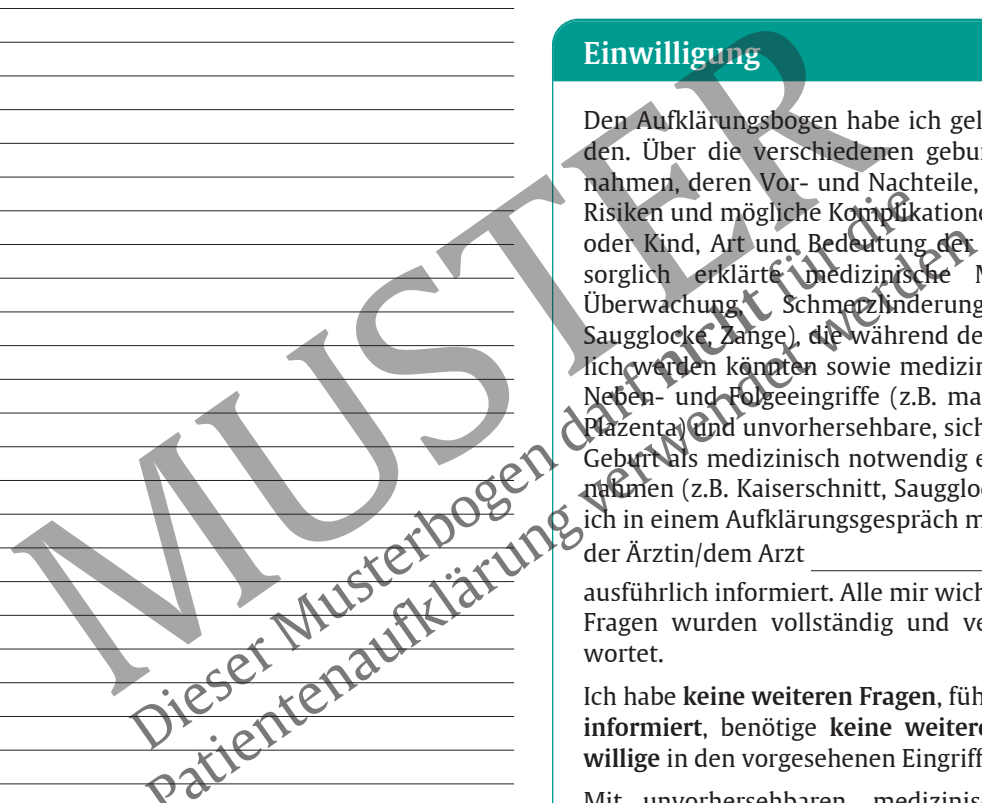 Einwilligung
Den Aufklärungsbogen habe ich gel
den. Über die verschiedenen gebu
nahmen, deren Vor- und Nachteile,
Risiken und mögliche Komplikatione
oder Kind, Art und Bedeutung der
sorglich erklärte medizinische M
Überwachung, Schmerzlinderung
Saugglocke, Zange), die während de
lich werden könnten sowie medizin
Neben- und Folgeeingriffe (z.B. ma
Plazenta) und unvorhersehbare, sich
Geburt als medizinisch notwendig e
nahmen (z.B. Kaiserschnitt, Sauggloc
ich in einem Aufklärungsgespräch m
der Ärztin/dem Arzt
ausführlich informiert. Alle mir wich
Fragen wurden vollständig und ve
wortet.
Ich habe keine weiteren Fragen, füh
informiert, benötige keine weitere
willige in den vorgesehenen Eingriff
Mit unvorhersehbaren, medizinisc
MUSTER
Dieser Musterbogen darf nicht für die
Patientenaufklärung verwendet werden